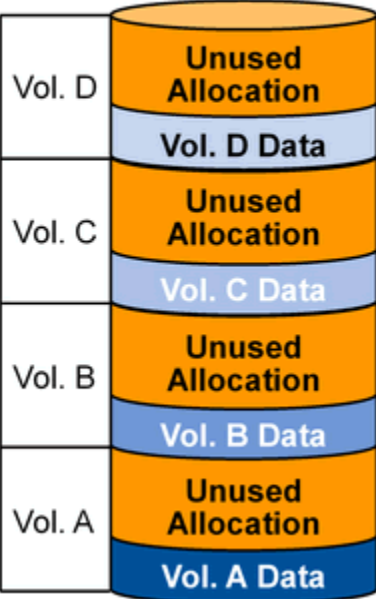 Vol. D
Unused
Allocation
Vol. D Data
Vol. C
Unused
Allocation
Vol. C Data
Vol. B
Unused
Allocation
Vol. B Data
Vol. A
Unused
Allocation
Vol. A Data